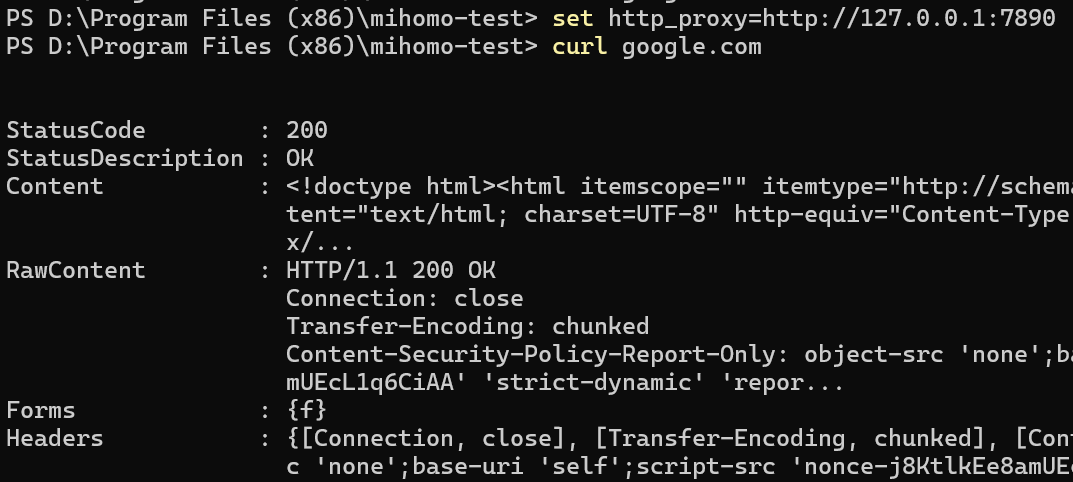 PS D:\Program Files (x86)\mihomo-test> set http_proxy=http://127.0.0.1:7890
PS D:\Program Files (x86)\mihomo-test> curl google.com
StatusCode : 200
StatusDescription : OK
Content : <!doctype html><html itemscope="" itemtype="http://schema
tent="text/html; charset=UTF-8" http-equiv="Content-Type
x/...
RawContent : HTTP/1.1 200 OK
Connection: close
Transfer-Encoding: chunked
Content-Security-Policy-Report-Only: object-src 'none';ba
mUEcL1q6CiAA' 'strict-dynamic' 'repor...
Forms : {f}
Headers : {[Connection, close], [Transfer-Encoding, chunked], [Con
c 'none';base-uri 'self';script-src 'nonce-j8KtlkEe8amUEc